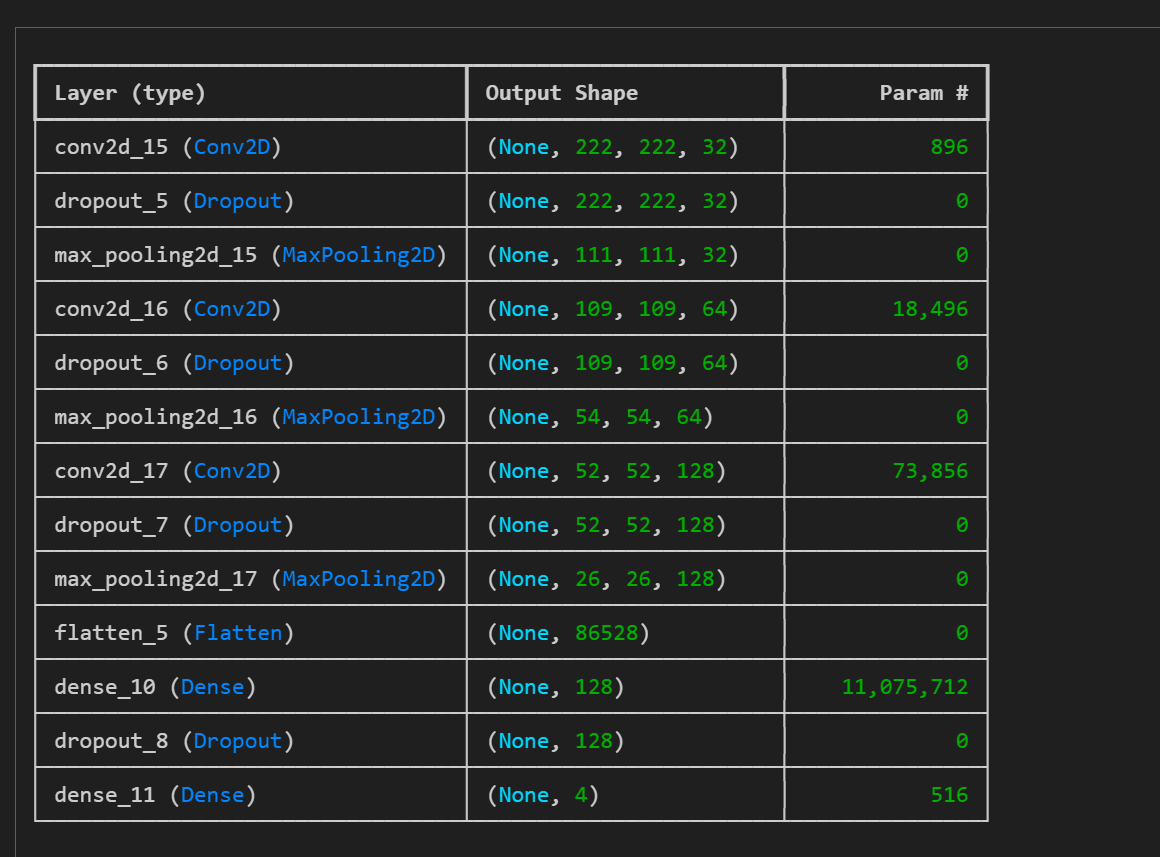 Layer (type) Output Shape Param #
conv2d_15 (Conv2D) (None, 222, 222, 32) 896
dropout_5 (Dropout) (None, 222, 222, 32) 0
max_pooling2d_15 (MaxPooling2D) (None, 111, 111, 32) 0
conv2d_16 (Conv2D) (None, 109, 109, 64) 18,496
dropout_6 (Dropout) (None, 109, 109, 64) 0
max_pooling2d_16 (MaxPooling2D) (None, 54, 54, 64) 0
conv2d_17 (Conv2D) (None, 52, 52, 128) 73,856
dropout_7 (Dropout) (None, 52, 52, 128) 0
max_pooling2d_17 (MaxPooling2D) (None, 26, 26, 128) 0
flatten_5 (Flatten) (None, 86528) 0
dense_10 (Dense) (None, 128) 11,075,712
dropout_8 (Dropout) (None, 128) 0
dense_11 (Dense) (None, 4) 516